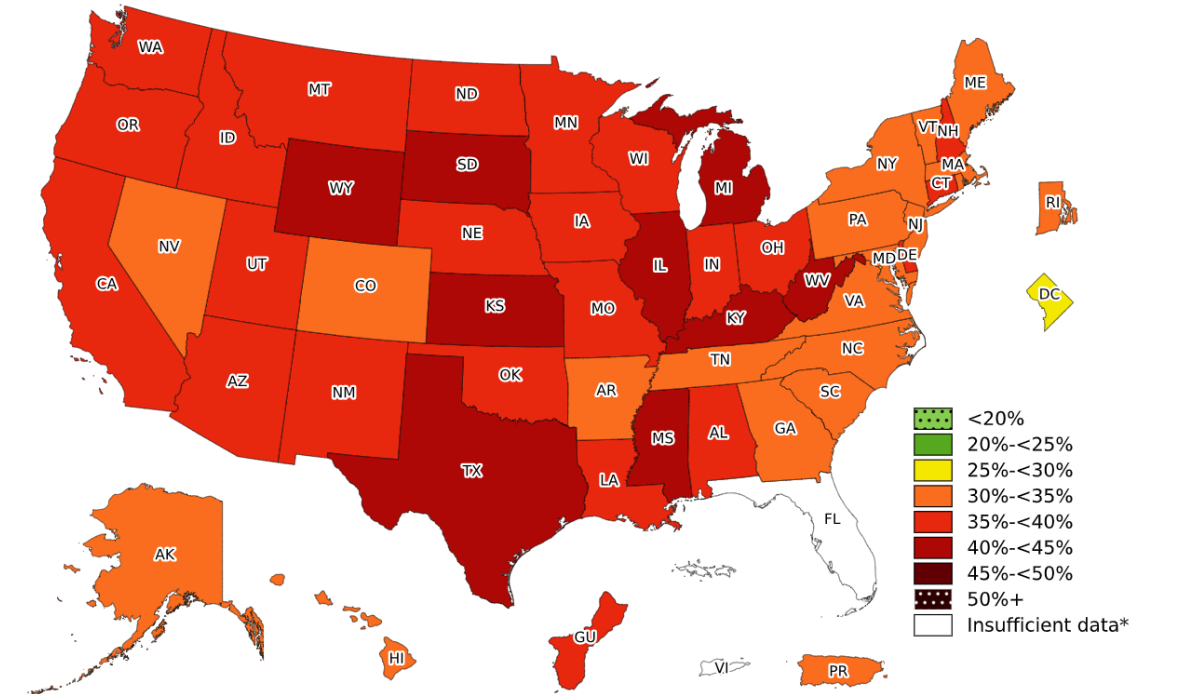 WA
MT
ND
MN
ME
OR
ID
SD
WI
VT
NH
NY
MA
WY
MI
CT
RI
NV
NE
IA
PA
NJ
UT
CO
IL
IN
OH
MD
DE
DC
CA
KS
MO
WV
KY
VA
AZ
NM
OK
AR
TN
NC
SC
MS
AL
GA
TX
LA
FL
AK
HI
GU
VI
PR
<20%
20%-<25%
25%-<30%
30%-<35%
35%-<40%
40%-<45%
45%-<50%
50%+
Insufficient data*